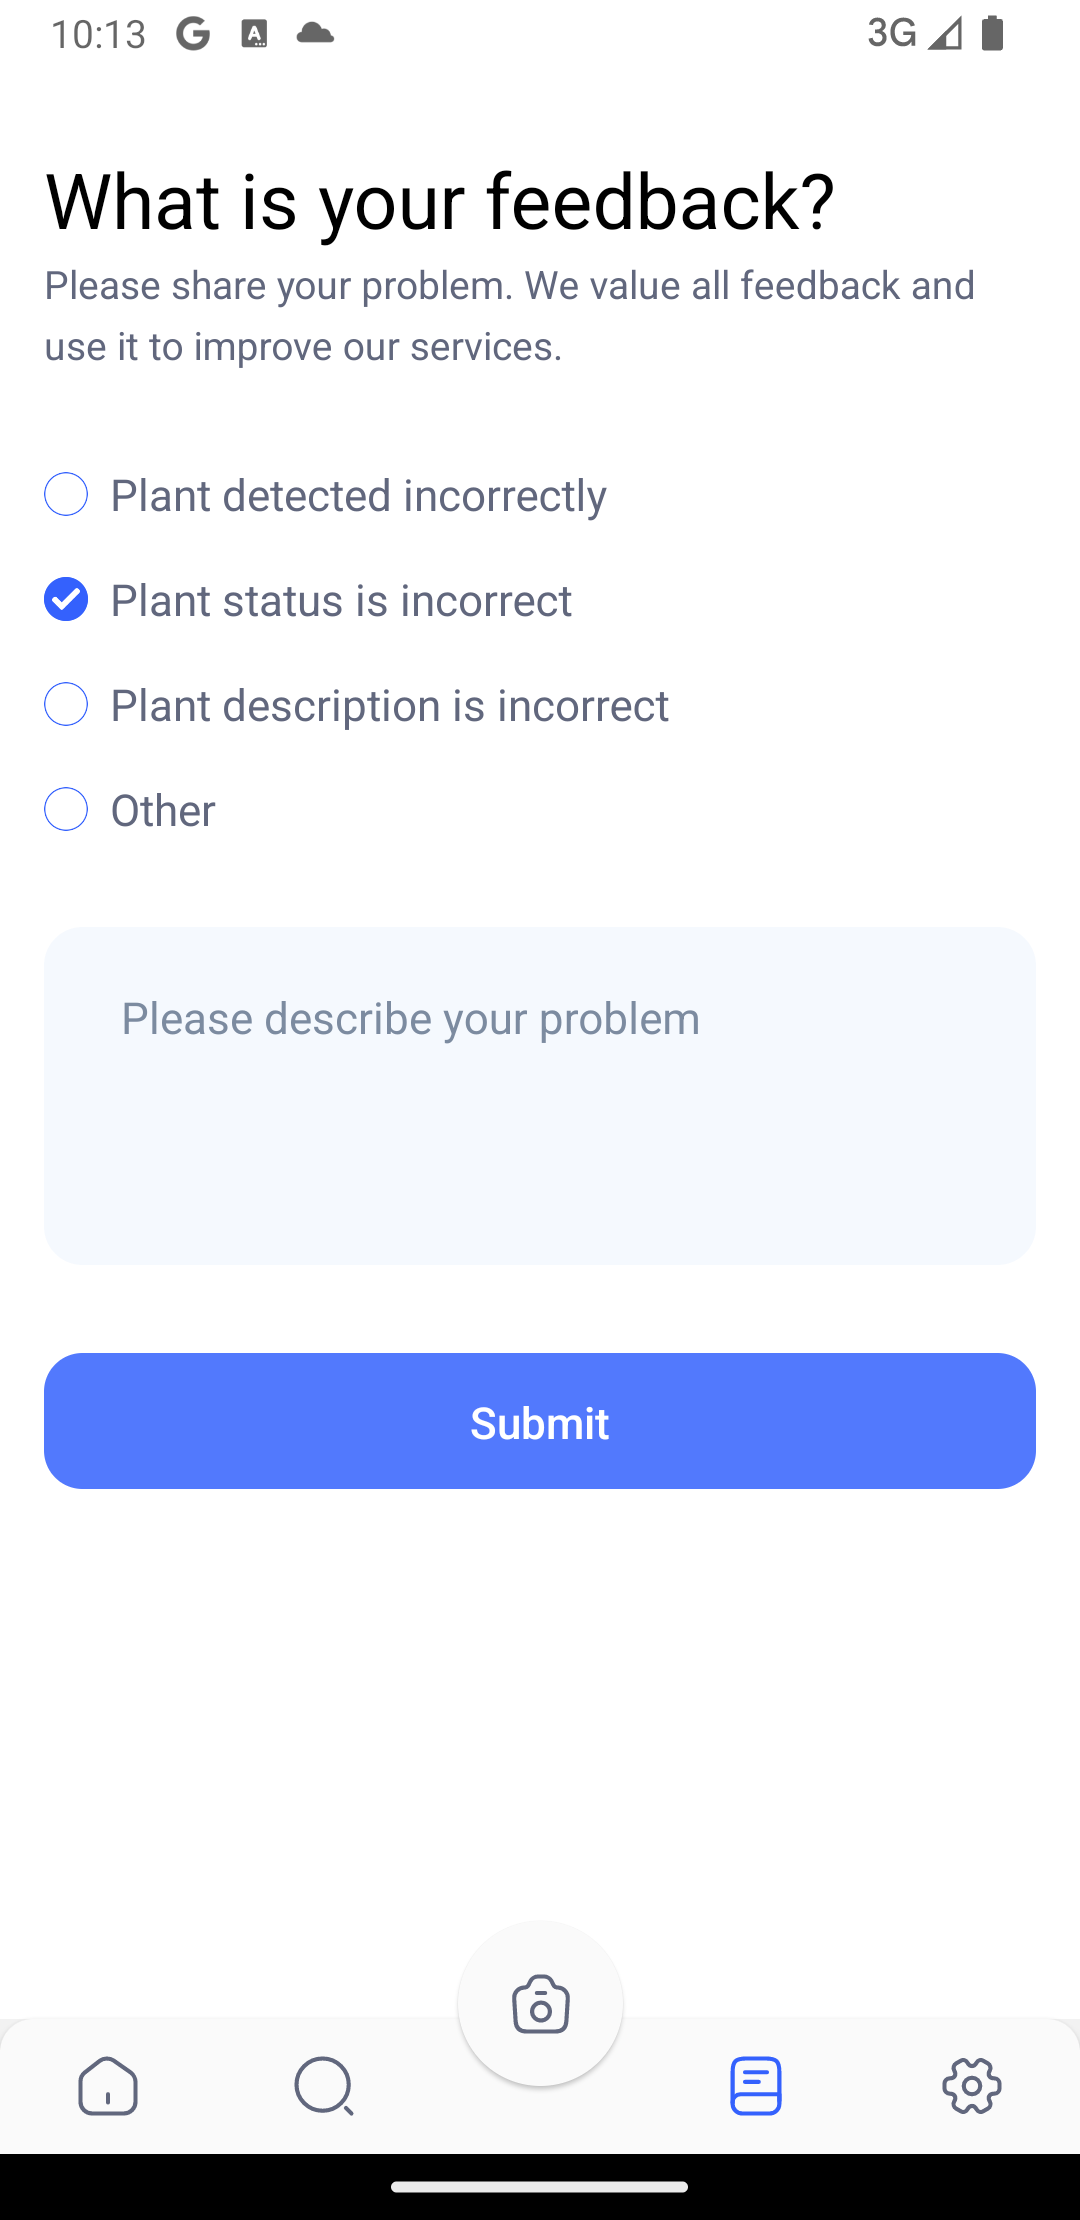 10:13
3G
What is your feedback?
Please share your problem. We value all feedback and
use it to improve our services.
Plant detected incorrectly
Plant status is incorrect
Plant description is incorrect
Other
Please describe your problem
Submit